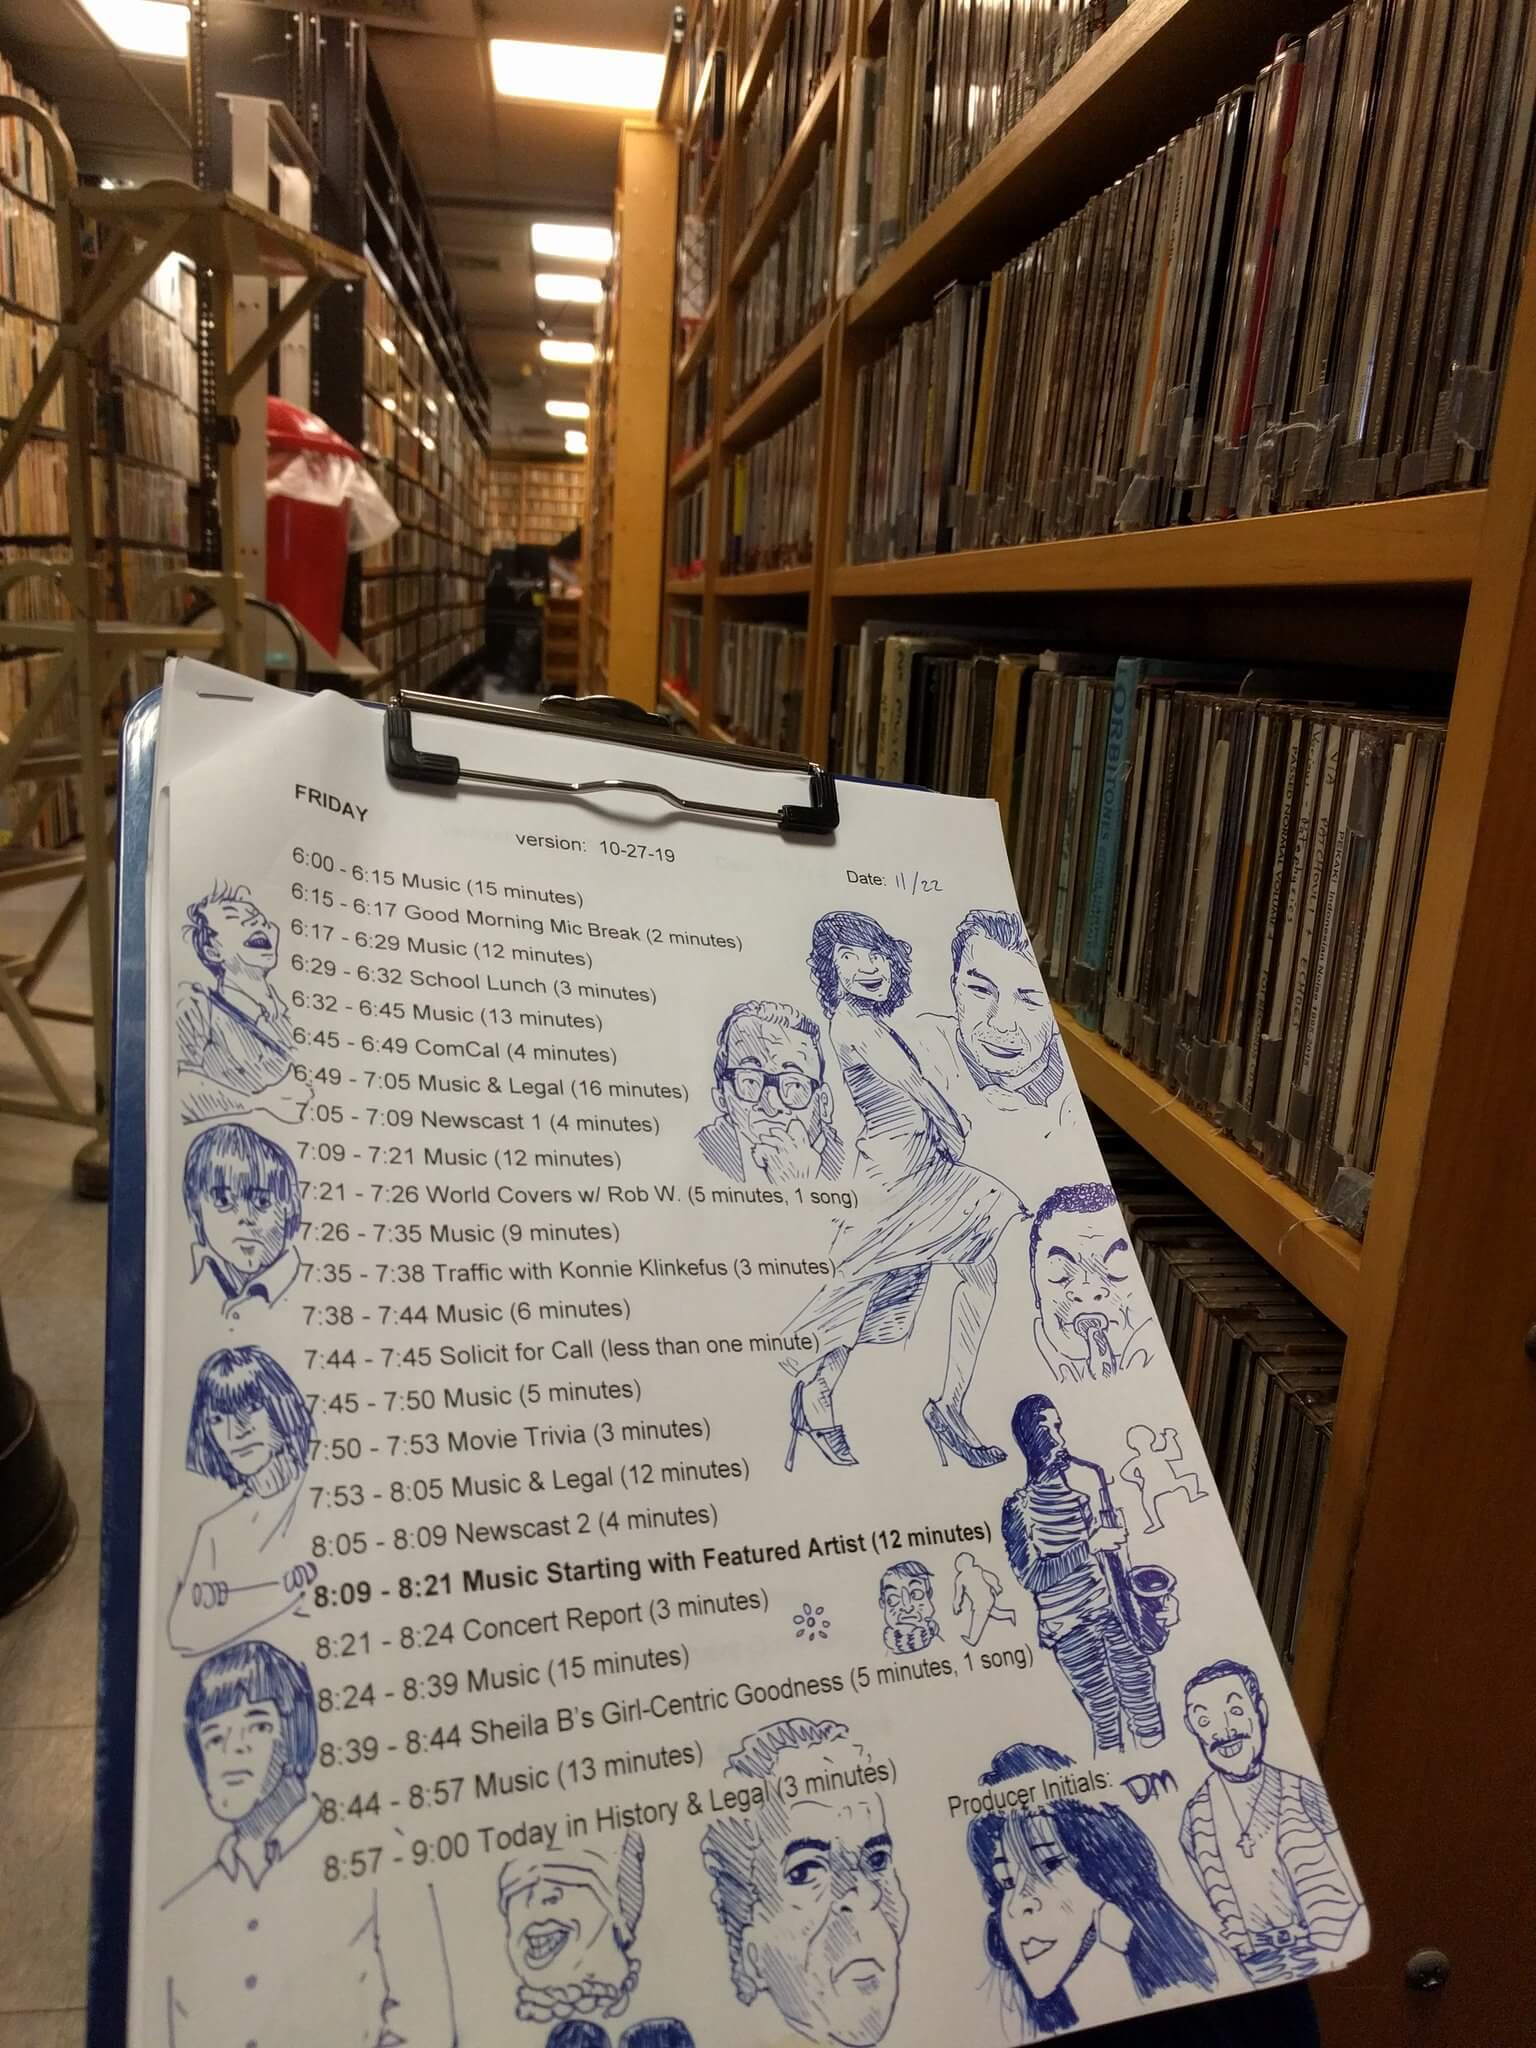 FRIDAY
version: 10-27-19
Date: 11/22
6:00 - 6:15 Music (15 minutes)
6:15 - 6:17 Good Morning Mic Break (2 minutes)
6:17 - 6:29 Music (12 minutes)
6:29 - 6:32 School Lunch (3 minutes)
6:32 - 6:45 Music (13 minutes)
6:45 - 6:49 ComCal (4 minutes)
6:49 - 7:05 Music & Legal (16 minutes)
7:05 - 7:09 Newscast 1 (4 minutes)
7:09 - 7:21 Music (12 minutes)
7:21 - 7:26 World Covers w/ Rob W. (5 minutes, 1 song)
7:26 - 7:35 Music (9 minutes)
7:35 - 7:38 Traffic with Konnie Klinkefus (3 minutes)
7:38 - 7:44 Music (6 minutes)
7:44 - 7:45 Solicit for Call (less than one minute)
7:45 - 7:50 Music (5 minutes)
7:50 - 7:53 Movie Trivia (3 minutes)
7:53 - 8:05 Music & Legal (12 minutes)
8:05 - 8:09 Newscast 2 (4 minutes)
8:09 - 8:21 Music Starting with Featured Artist (12 minutes)
8:21 - 8:24 Concert Report (3 minutes)
8:24 - 8:39 Music (15 minutes)
8:39 - 8:44 Sheila B's Girl-Centric Goodness (5 minutes, 1 song)
8:44 - 8:57 Music (13 minutes)
8:57 - 9:00 Today in History & Legal (3 minutes)
Producer Initials: DM
ORBITONES
PASSO NORMAL